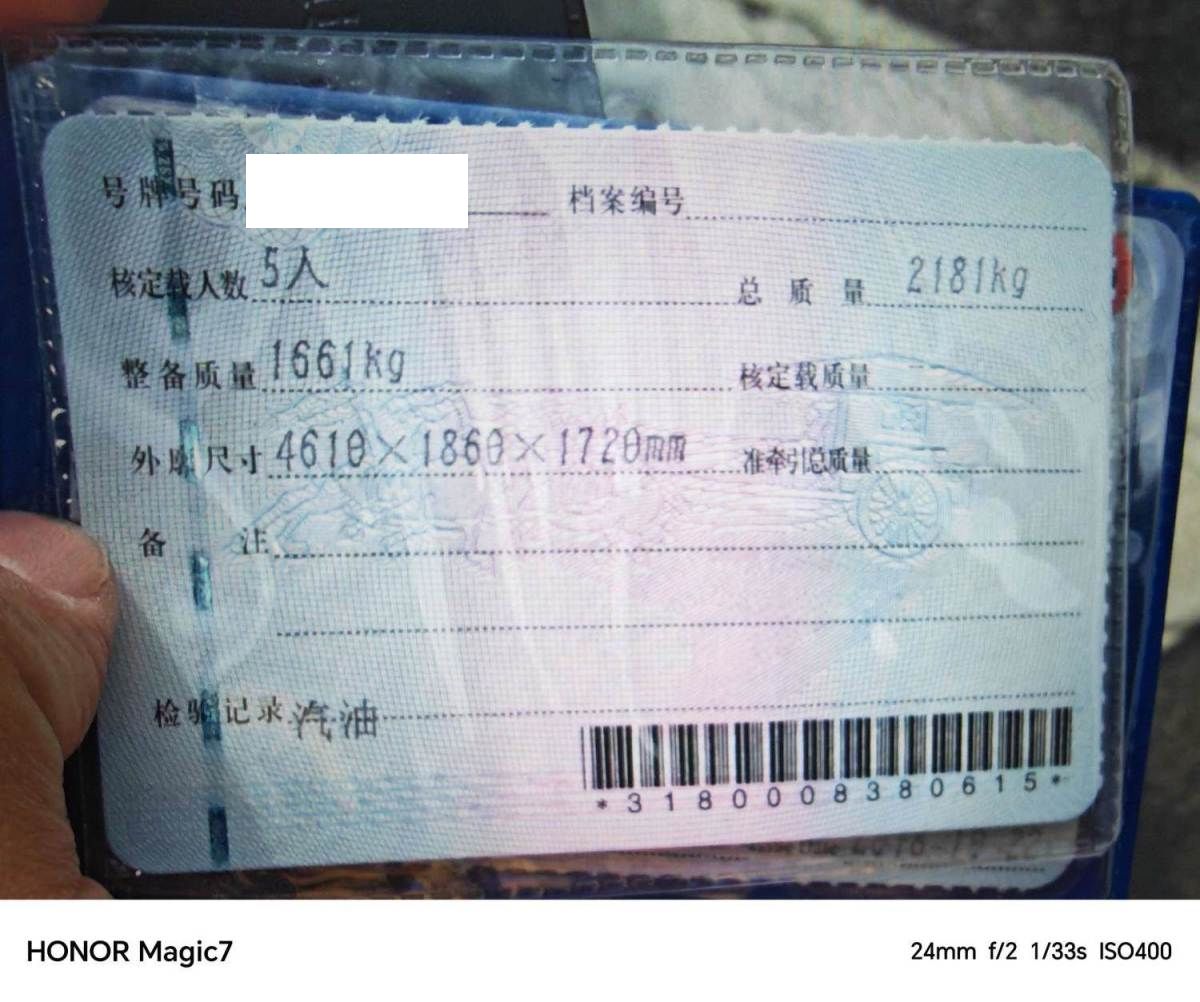 号牌号码 档案编号
核定载人数 5人 总质量 2181kg
整备质量 1661kg 核定载质量 --
外廓尺寸 4610×1860×1720mm 准牵引总质量 --
备注
检验记录 汽油
*3180008380615*
HONOR Magic7 24mm f/2 1/33s ISO400